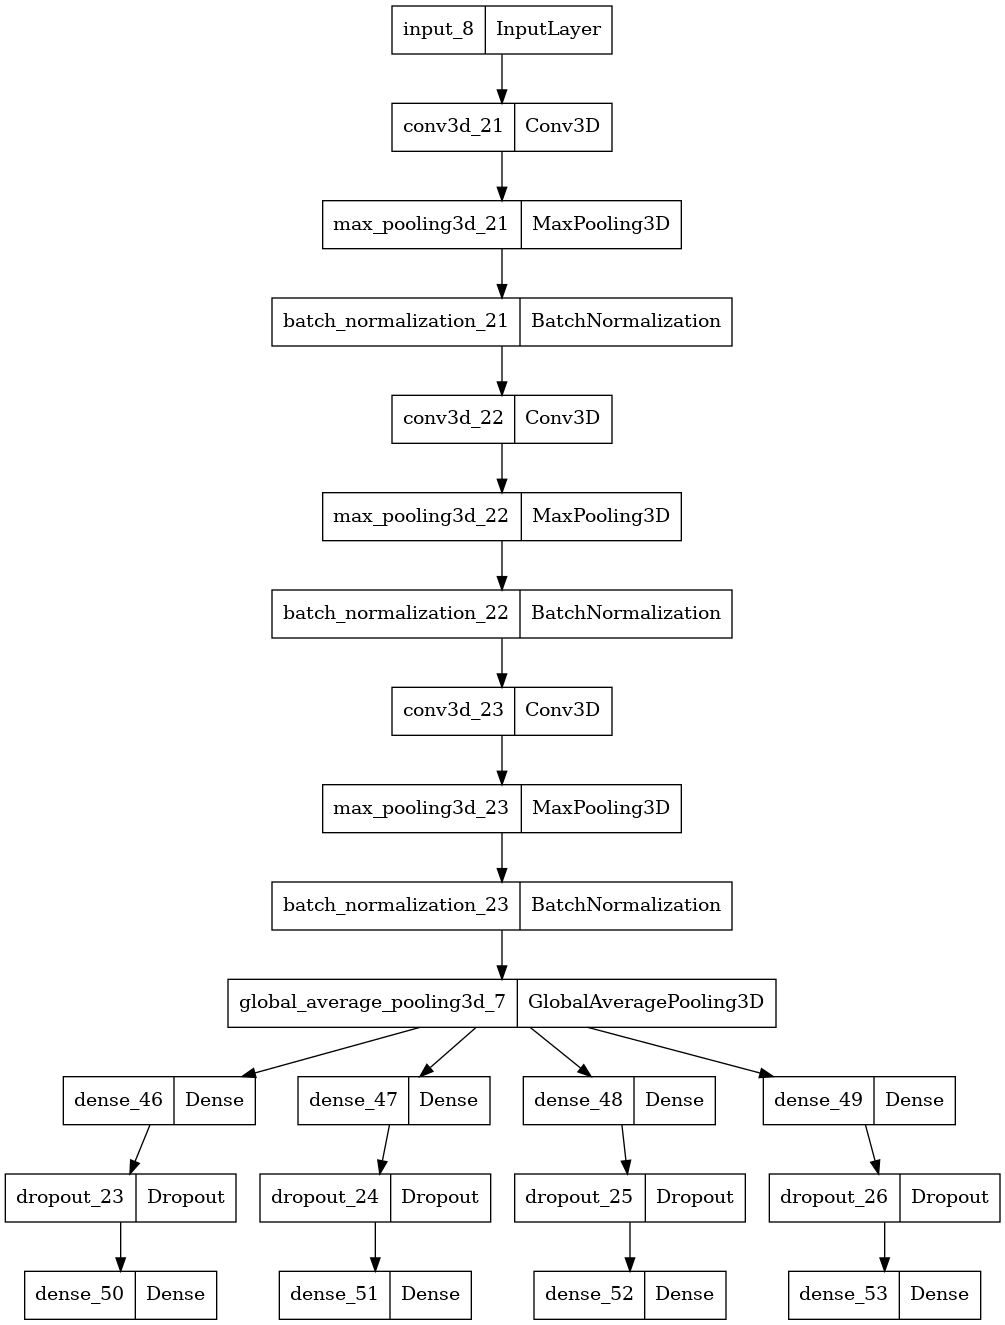 input_8 InputLayer
conv3d_21 Conv3D
max_pooling3d_21 MaxPooling3D
batch_normalization_21 BatchNormalization
conv3d_22 Conv3D
max_pooling3d_22 MaxPooling3D
batch_normalization_22 BatchNormalization
conv3d_23 Conv3D
max_pooling3d_23 MaxPooling3D
batch_normalization_23 BatchNormalization
global_average_pooling3d_7 GlobalAveragePooling3D
dense_46 Dense dense_47 Dense dense_48 Dense dense_49 Dense
dropout_23 Dropout dropout_24 Dropout dropout_25 Dropout dropout_26 Dropout
dense_50 Dense dense_51 Dense dense_52 Dense dense_53 Dense